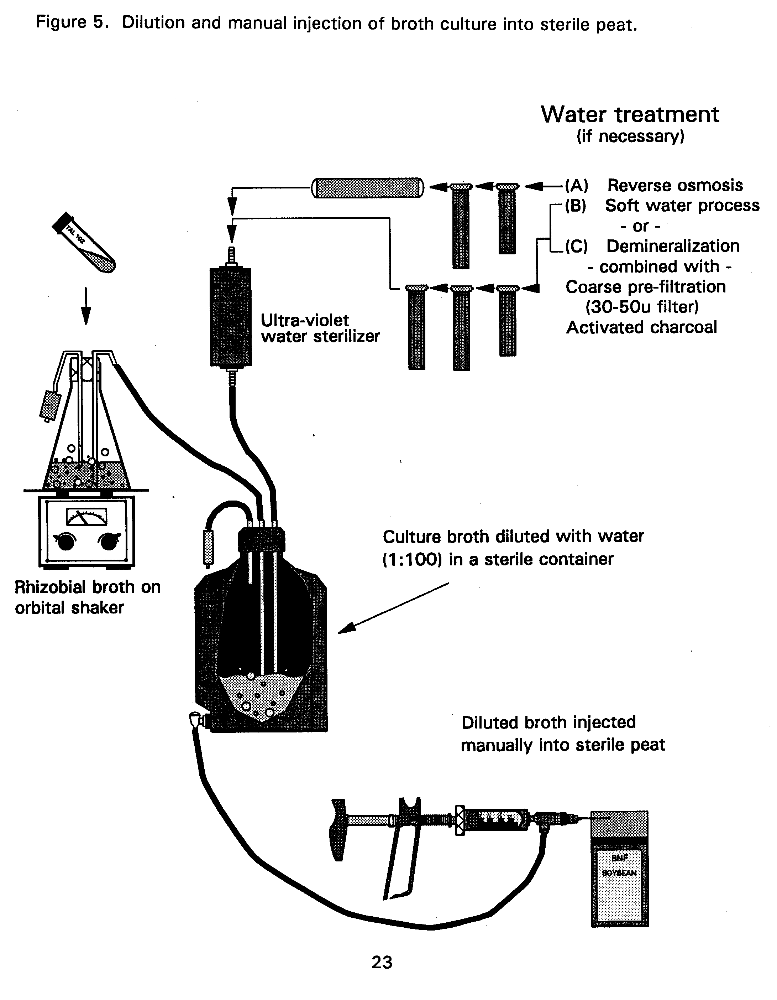 Figure 5. Dilution and manual injection of broth culture into sterile peat.
Water treatment
(if necessary)
(A) Reverse osmosis
(B) Soft water process
- or -
(C) Demineralization
- combined with -
Coarse pre-filtration
(30-50u filter)
Activated charcoal
TAL 102
Ultra-violet
water sterilizer
Rhizobial broth on
orbital shaker
Culture broth diluted with water
(1:100) in a sterile container
Diluted broth injected
manually into sterile peat
BNF
SOYBEAN
23